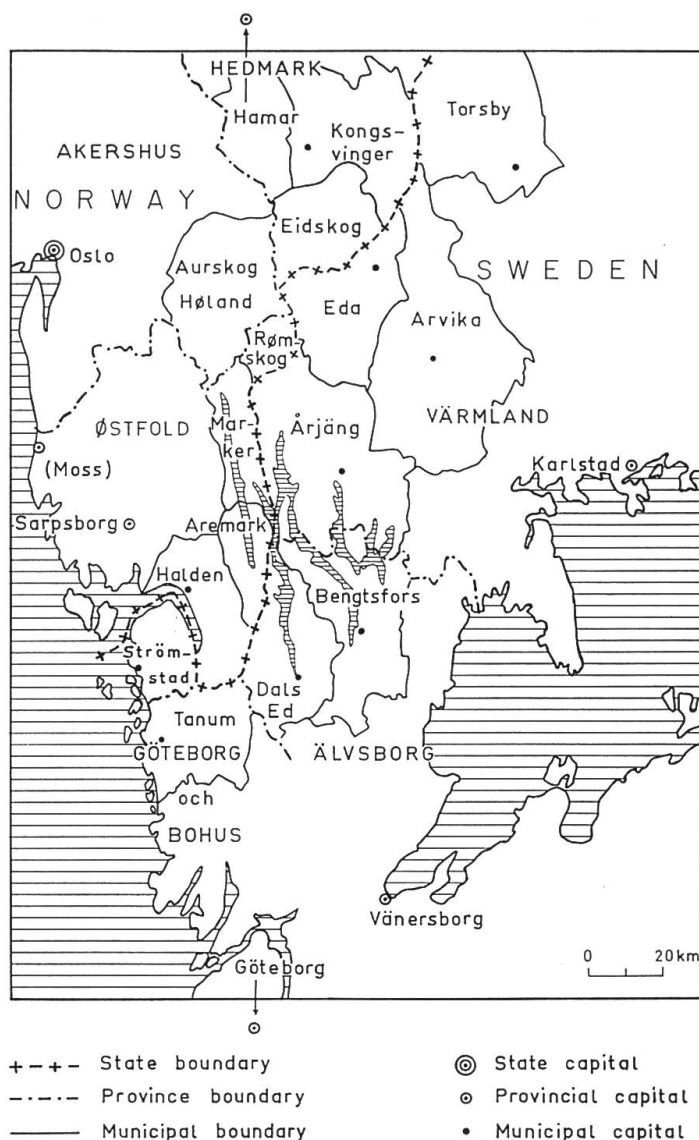 HEDMARK
Hamar
Torsby
Kongs-
vinger
AKERSHUS
NORWAY
Eidskog
Oslo
Aurskog
Høland
SWEDEN
Eda
Arvika
Røm-
skog
VÄRMLAND
ØSTFOLD
Mar-
ker
Årjäng
(Moss)
Karlstad
Sarpsborg
Aremark
Halden
Bengtsfors
Ström-
stad
Dals
Ed
Tanum
GÖTEBORG
ÄLVSBORG
och
BOHUS
Vänersborg
Göteborg
0 20km
State boundary
Province boundary
Municipal boundary
State capital
Provincial capital
Municipal capital